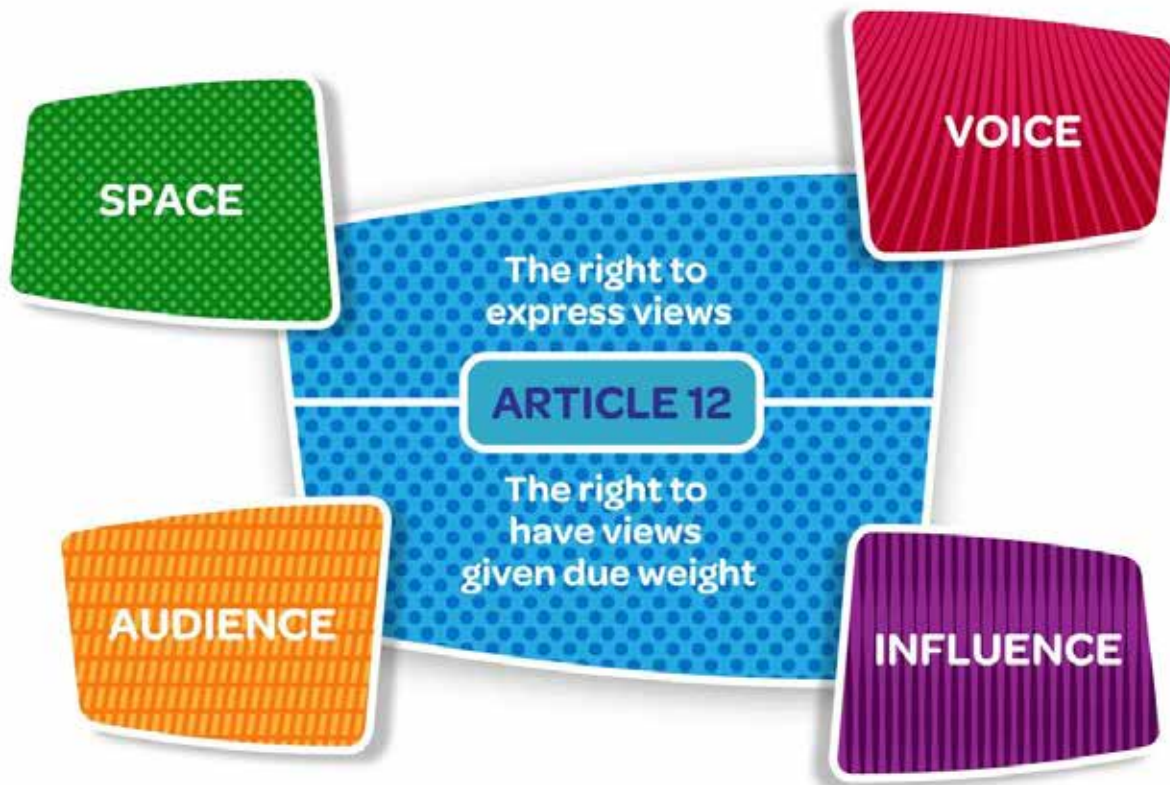 SPACE
VOICE
The right to
express views
ARTICLE 12
The right to
have views
given due weight
AUDIENCE
INFLUENCE